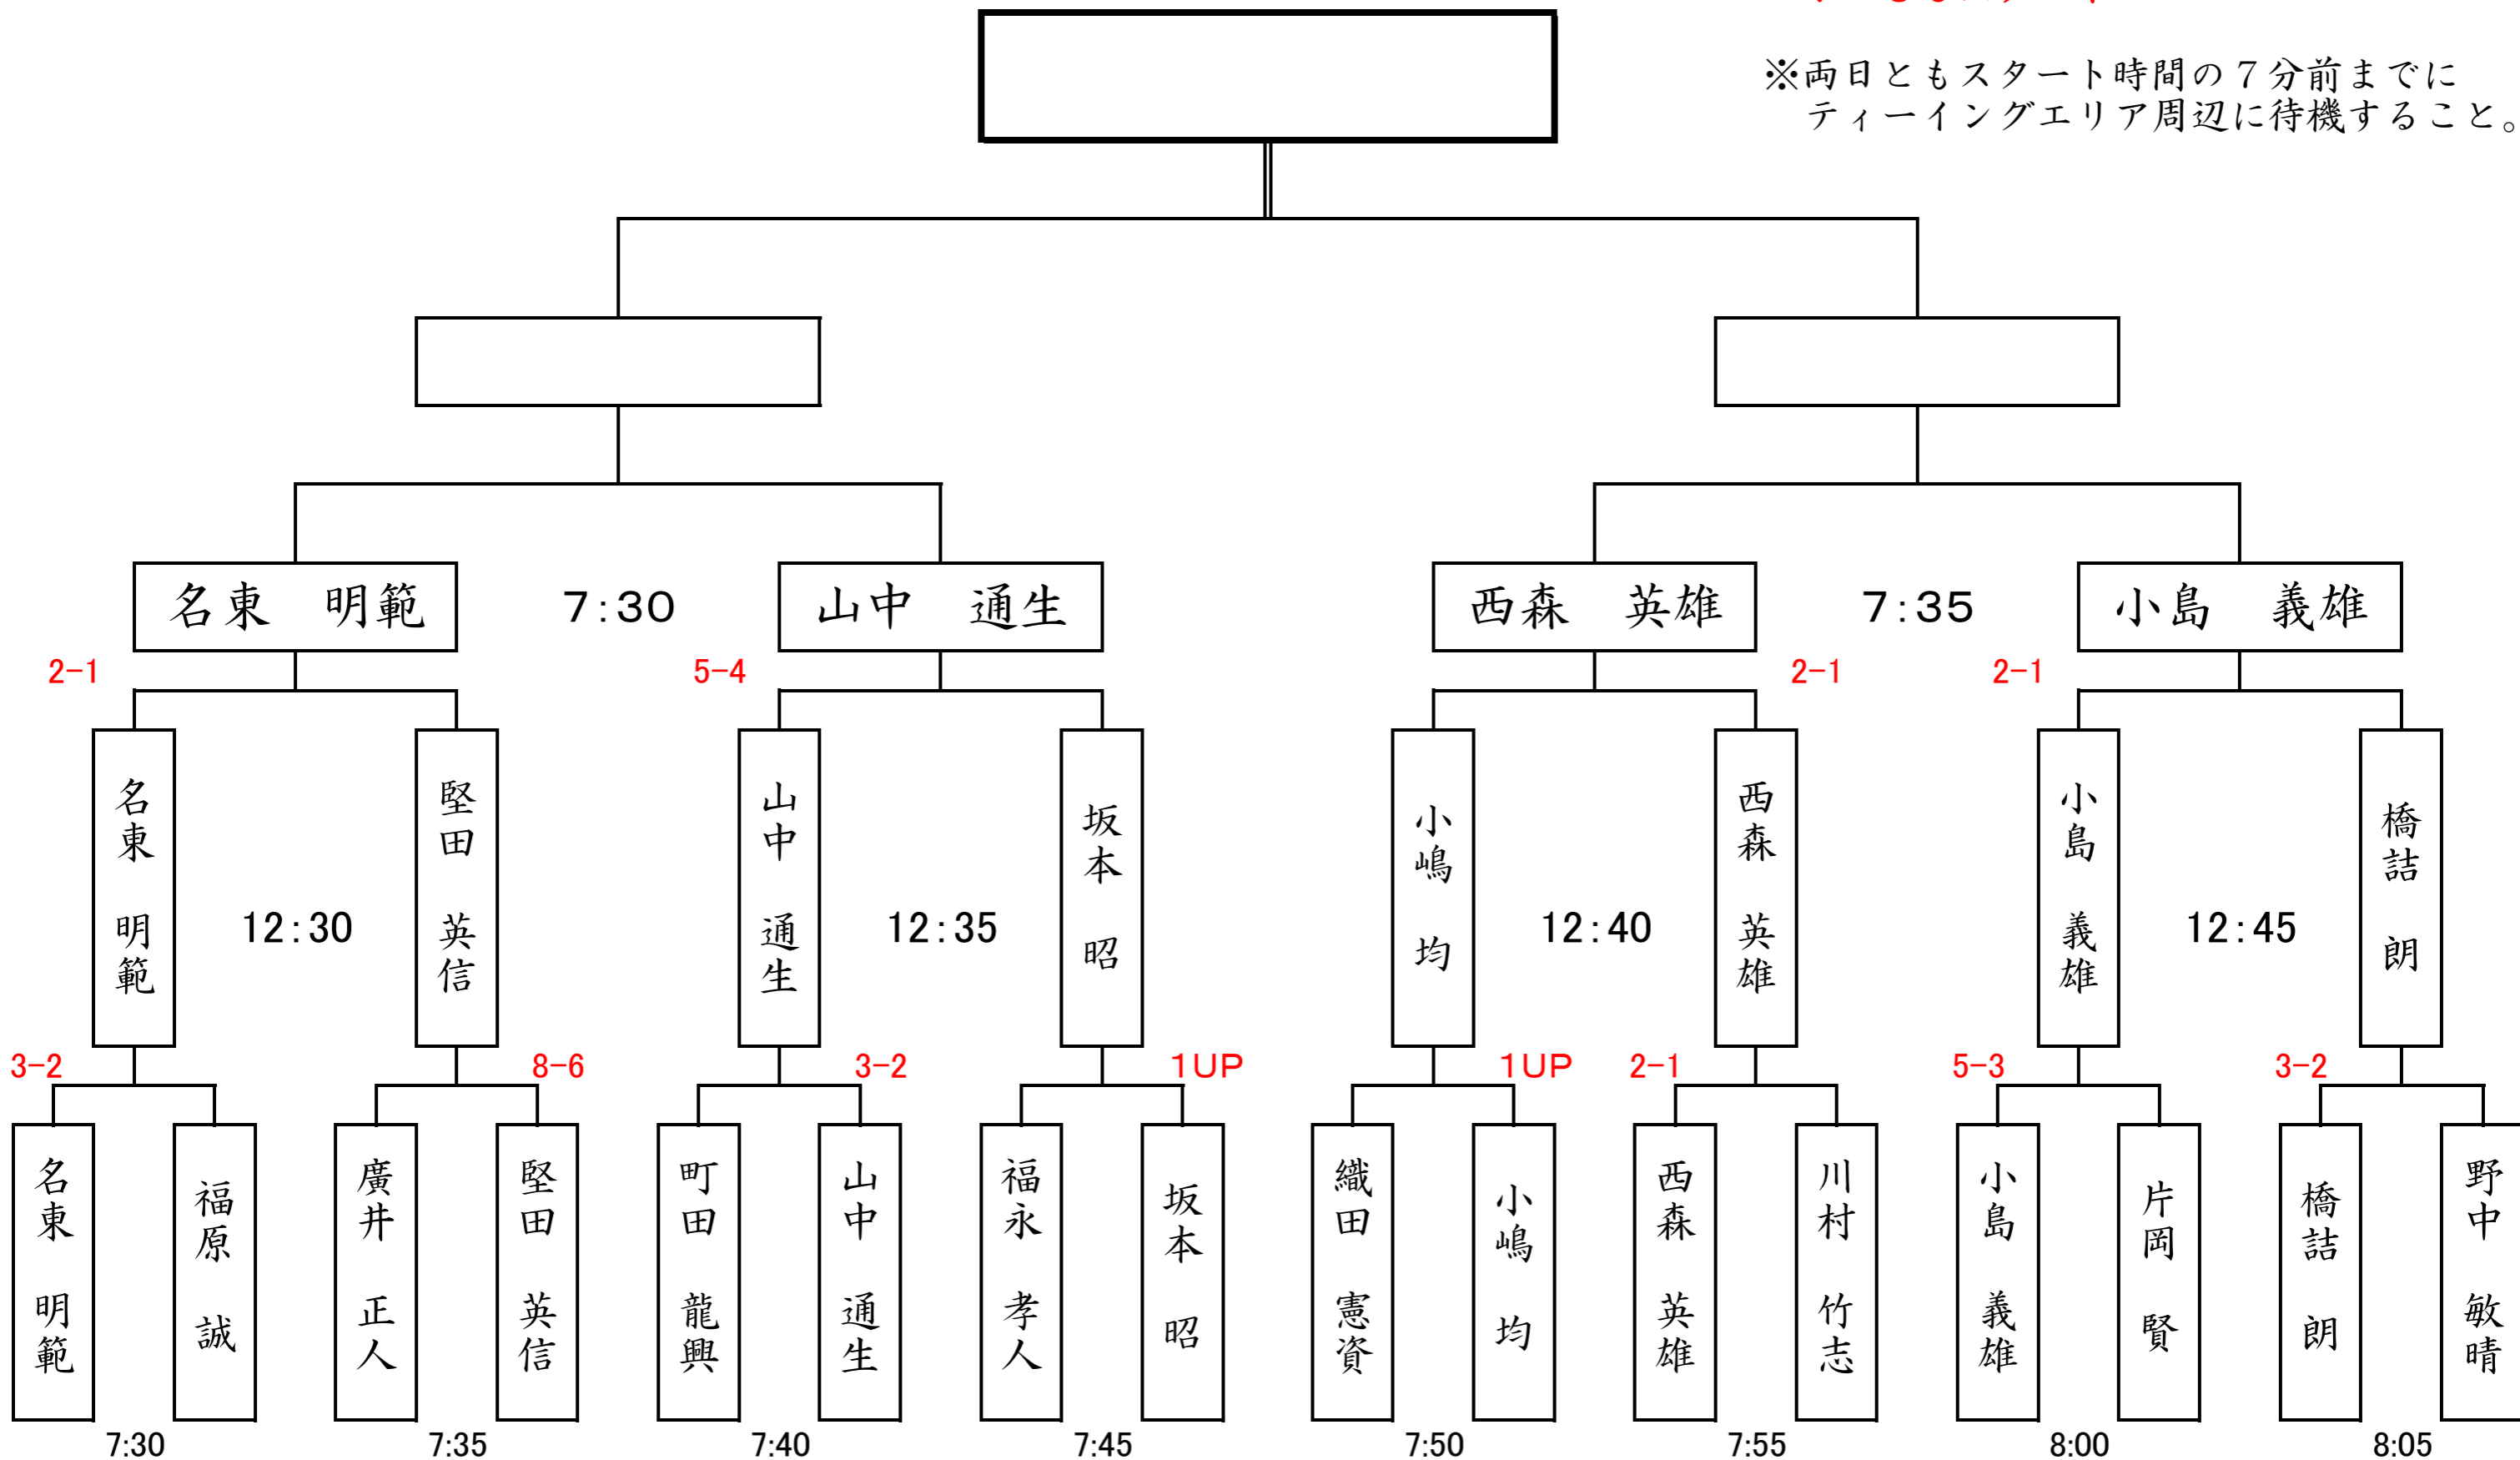 ※両日ともスタート時間の7分前までに
ティーイングエリア周辺に待機すること。
名東 明範
7:30
山中 通生
西森 英雄
7:35
小島 義雄
2-1
5-4
2-1
2-1
名東 明範
12:30
堅田 英信
山中 通生
12:35
坂本 昭
小嶋 均
12:40
西森 英雄
小島 義雄
12:45
橋詰 朗
3-2
8-6
3-2
1UP
1UP
2-1
5-3
3-2
名東 明範
福原 誠
廣井 正人
堅田 英信
町田 龍興
山中 通生
福永 孝人
坂本 昭
織田 憲資
小嶋 均
西森 英雄
川村 竹志
小島 義雄
片岡 賢
橋詰 朗
野中 敏晴
7:30
7:35
7:40
7:45
7:50
7:55
8:00
8:05